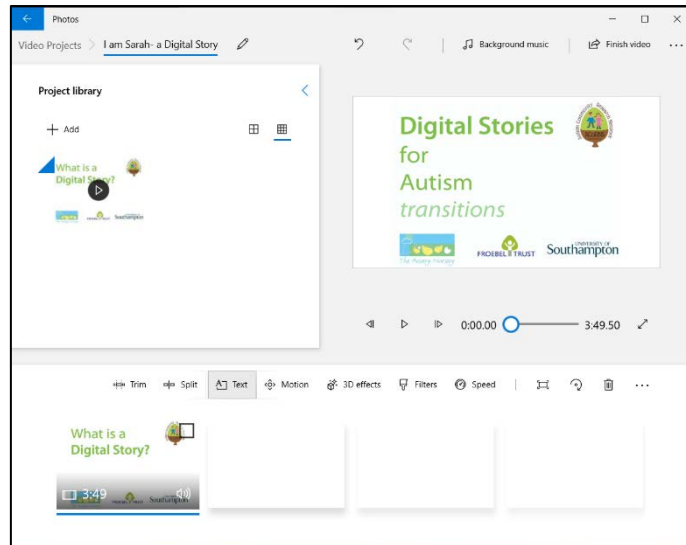 Photos
Video Projects > I am Sarah- a Digital Story
Background music
Finish video
Project library
+ Add
What is a
Digital Story?
Southampton
Digital Stories
for
Autism
transitions
FROEBEL TRUST
UNIVERSITY OF
Southampton
0:00.00
3:49.50
Trim
Split
Text
Motion
3D effects
Filters
Speed
What is a
Digital Story?
3:49
Southampton